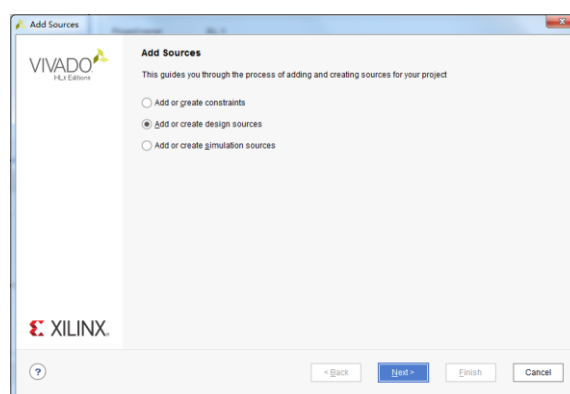 Add Sources
VIVADO
HLx Editions
Add Sources
This guides you through the process of adding and creating sources for your project
Add or create constraints
Add or create design sources
Add or create simulation sources
XILINX
?
< Back
Next >
Finish
Cancel